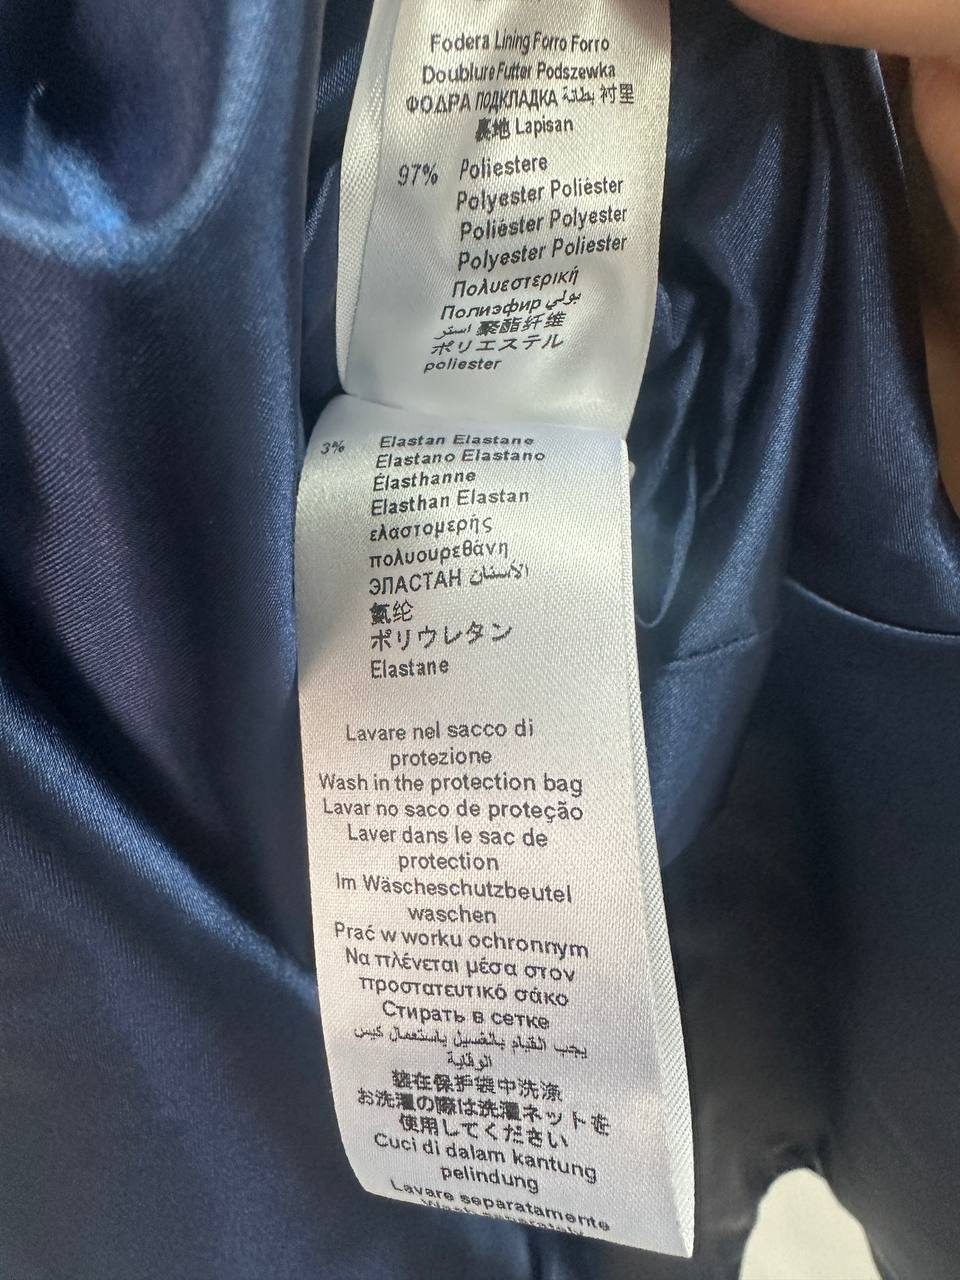 Fodera Lining Forro Forro
Doublure Futter Podszewka
ΦΟΔΡΑ ПОДКЛАДКА بطانة 衬里
裏地 Lapisan
97% Poliestere
Polyester Poliéster
Poliéster Polyester
Polyester Poliester
Πολυεστερική
Полиэфир بولي
استر 聚酯纤维
ポリエステル
poliester
3% Elastan Elastane
Elastano Elastano
Élasthanne
Elasthan Elastan
ελαστομερής
πολυουρεθάνη
ЭЛАСТАН الاستان
氨纶
ポリウレタン
Elastane
Lavare nel sacco di
protezione
Wash in the protection bag
Lavar no saco de proteção
Laver dans le sac de
protection
Im Wäscheschutzbeutel
waschen
Prać w worku ochronnym
Να πλένεται μέσα στον
προστατευτικό σάκο
Стирать в сетке
يجب القيام بالغسيل باستعمال كيس
الوقاية
装在保护袋中洗涤
お洗濯の際は洗濯ネットを
使用してください
Cuci di dalam kantung
pelindung
Lavare separatamente
Wash separately